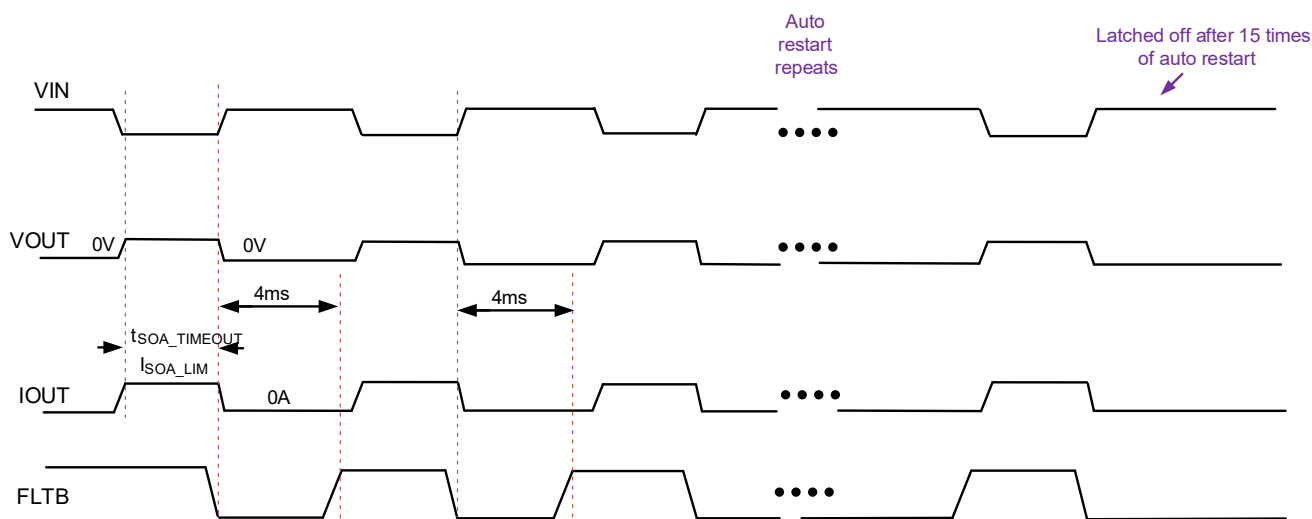 Auto
restart
repeats
Latched off after 15 times
of auto restart
VIN
VOUT
0V
0V
4ms
4ms
tSOA_TIMEOUT
ISOA_LIM
IOUT
0A
FLTB